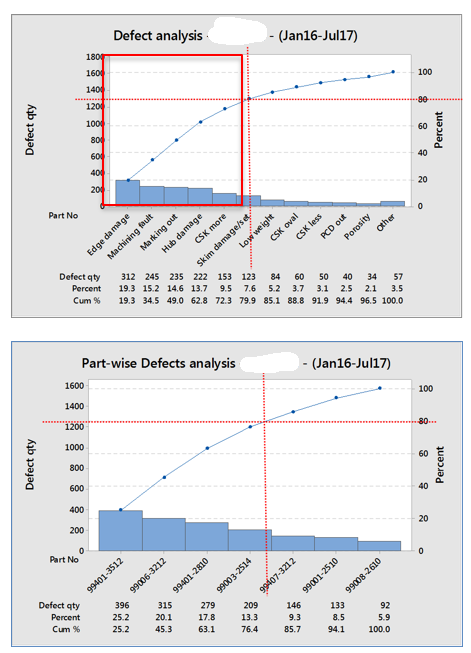 Defect analysis - - (Jan16-Jul17)
1800
1600
1400
1200
1000
800
600
400
200
0
Defect qty
100
80
60
40
20
0
Percent
Part No
Edge damage
Machining fault
Marking out
Hub damage
CSK more
Skim damage/set
Low weight
CSK oval
CSK less
PCD out
Porosity
Other
Defect qty 312 245 235 222 153 123 84 60 50 40 34 57
Percent 19.3 15.2 14.6 13.7 9.5 7.6 5.2 3.7 3.1 2.5 2.1 3.5
Cum % 19.3 34.5 49.0 62.8 72.3 79.9 85.1 88.8 91.9 94.4 96.5 100.0
Part-wise Defects analysis - (Jan16-Jul17)
1600
1400
1200
1000
800
600
400
200
0
Defect qty
100
80
60
40
20
0
Percent
Part No
99401-3512
99006-3212
99401-2810
99003-2514
99407-3212
99001-2510
99008-2610
Defect qty 396 315 279 209 146 133 92
Percent 25.2 20.1 17.8 13.3 9.3 8.5 5.9
Cum % 25.2 45.3 63.1 76.4 85.7 94.1 100.0